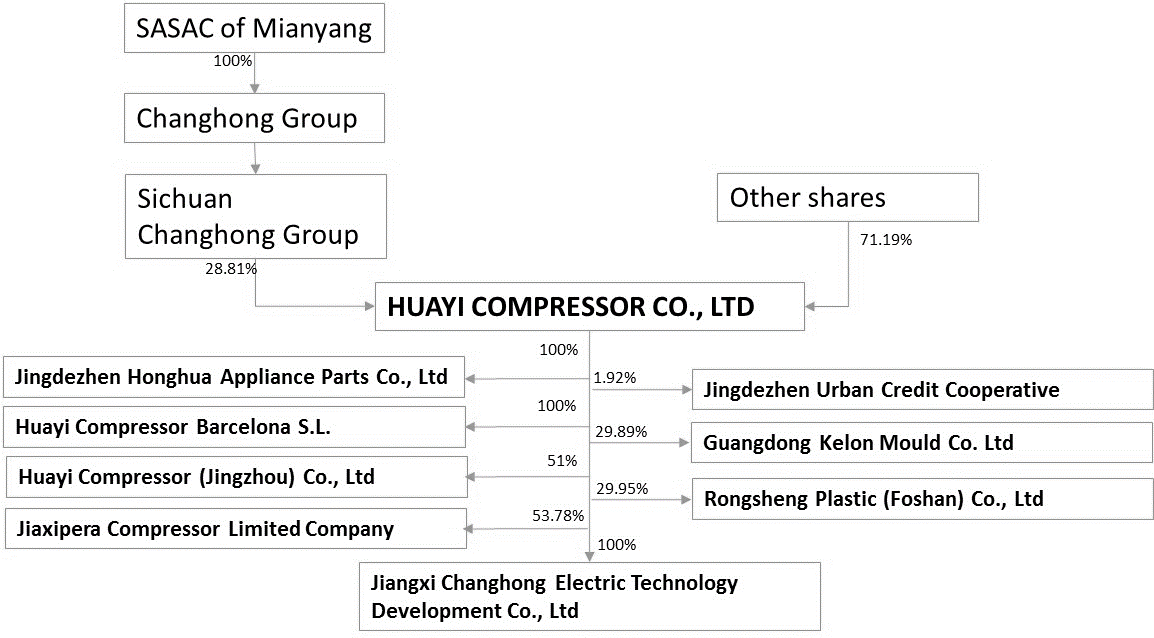 SASAC of Mianyang
100%
Changhong Group
Sichuan
Changhong Group
28.81%
Other shares
71.19%
HUAYI COMPRESSOR CO., LTD
100%
Jingdezhen Honghua Appliance Parts Co., Ltd
1.92%
Jingdezhen Urban Credit Cooperative
100%
Huayi Compressor Barcelona S.L.
29.89%
Guangdong Kelon Mould Co. Ltd
51%
Huayi Compressor (Jingzhou) Co., Ltd
29.95%
Rongsheng Plastic (Foshan) Co., Ltd
53.78%
Jiaxipera Compressor Limited Company
100%
Jiangxi Changhong Electric Technology
Development Co., Ltd